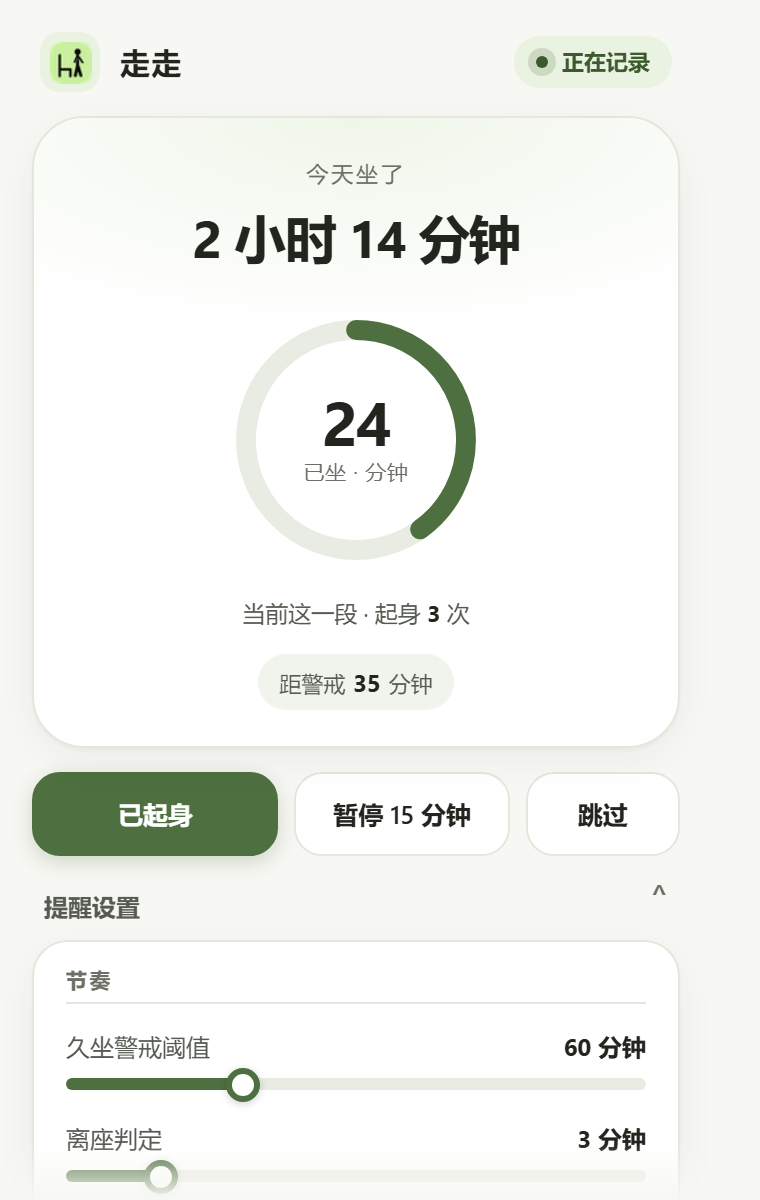 走走
正在记录
今天坐了
2 小时 14 分钟
24
已坐 · 分钟
当前这一段 · 起身 3 次
距警戒 35 分钟
已起身
暂停 15 分钟
跳过
提醒设置
^
节奏
久坐警戒阈值
60 分钟
离座判定
3 分钟